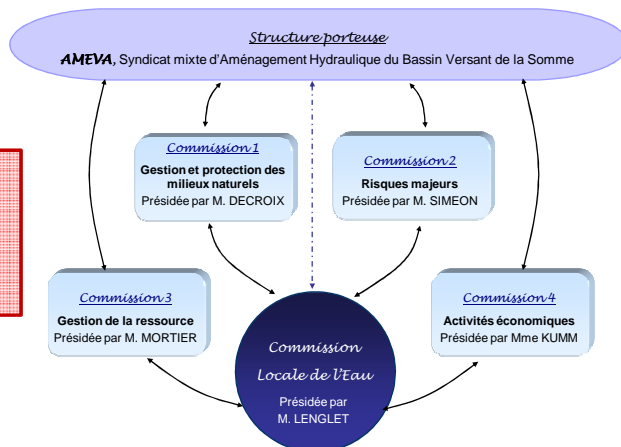 Structure porteuse
AMEVA, Syndicat mixte d'Aménagement Hydraulique du Bassin Versant de la Somme
Commission 1
Gestion et protection des
milieux naturels
Présidée par M. DECROIX
Commission 2
Risques majeurs
Présidée par M. SIMEON
Commission 3
Gestion de la ressource
Présidée par M. MORTIER
Commission 4
Activités économiques
Présidée par Mme KUMM
Commission
Locale de l'Eau
Présidée par
M. LENGLET